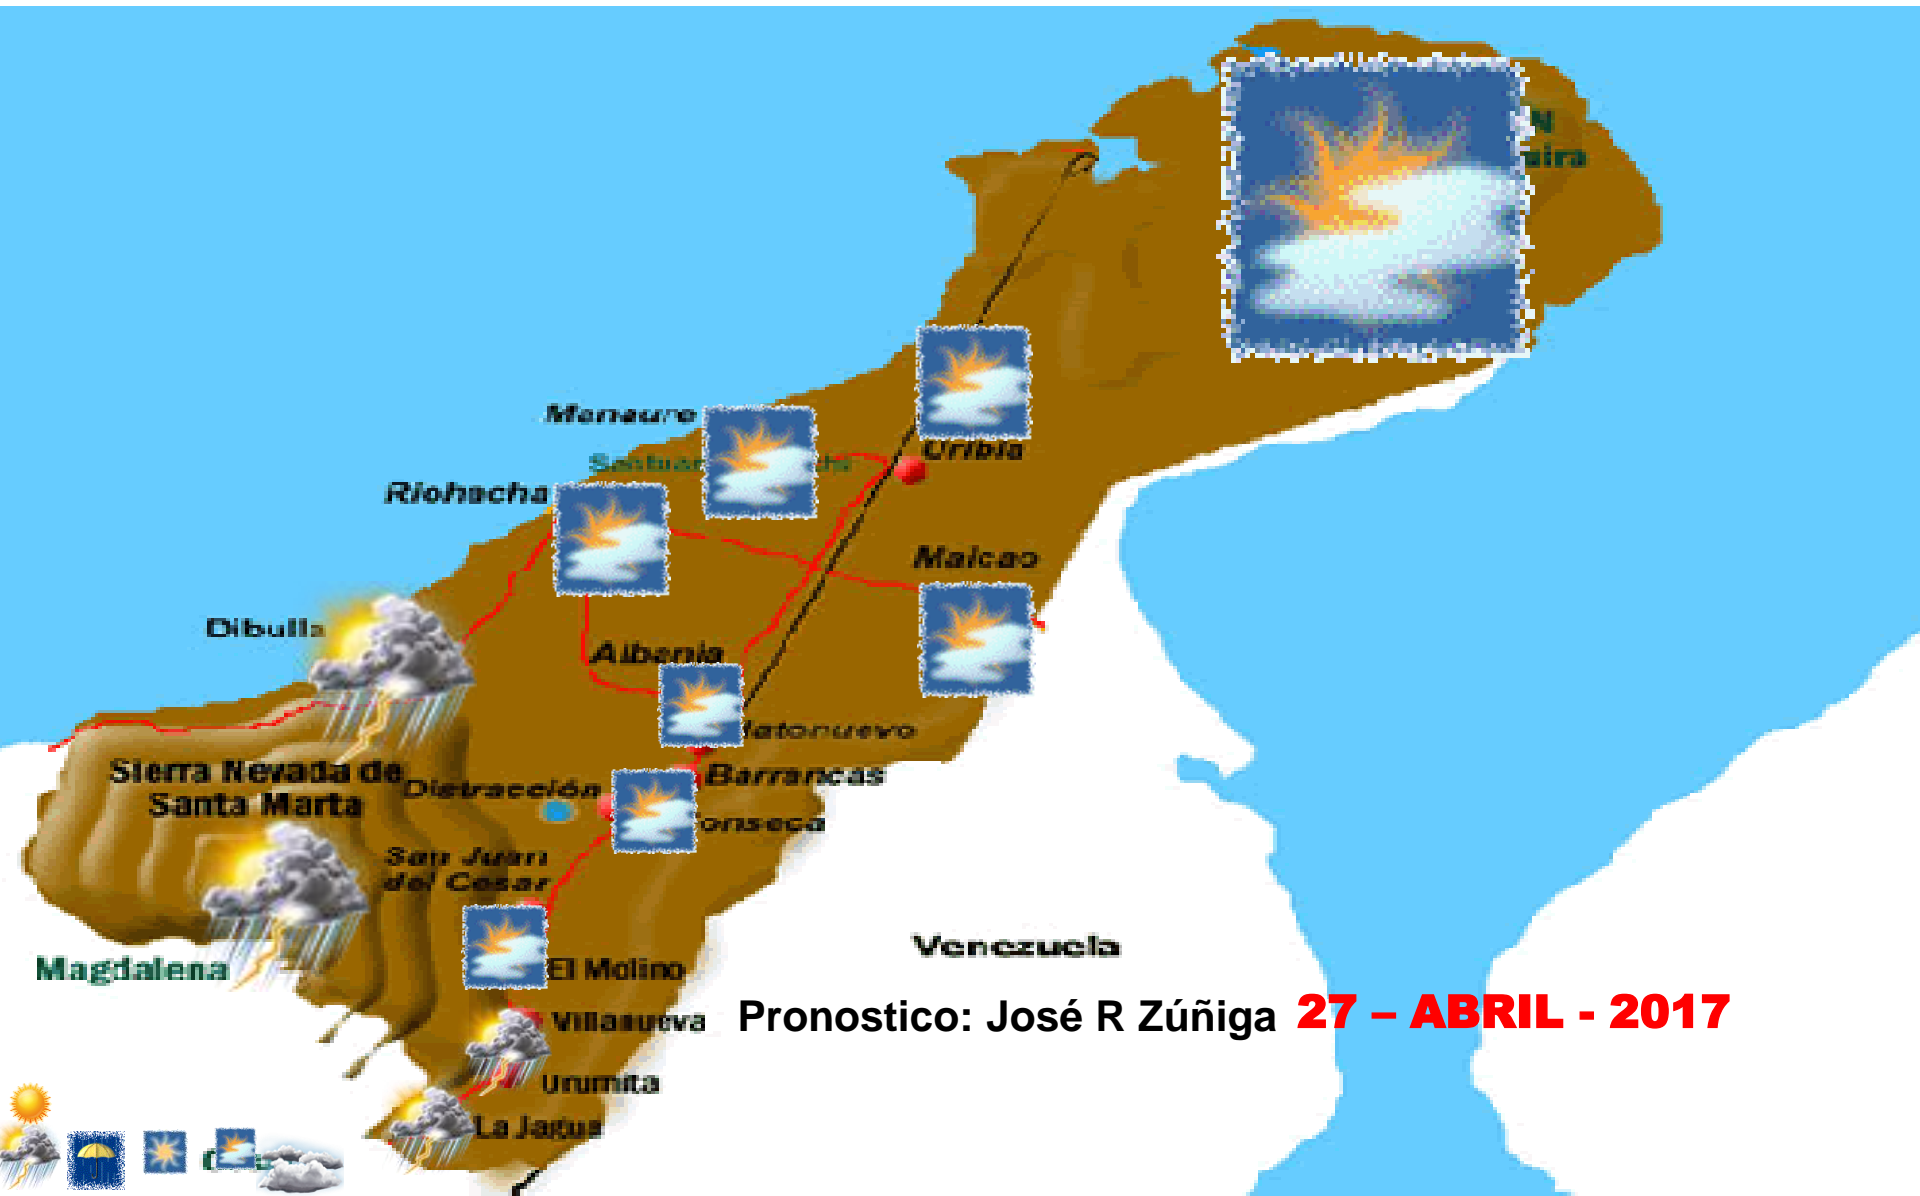 Manaure
Uribia
Riohacha
Maicao
Dibulla
Albania
Sierra Nevada de
Santa Marta
Distracción
Barrancas
San Juan
del Cesar
Magdalena
El Molino
Venezuela
Villanueva
Pronostico: José R Zúñiga 27 – ABRIL - 2017
Urumita
La Jagua